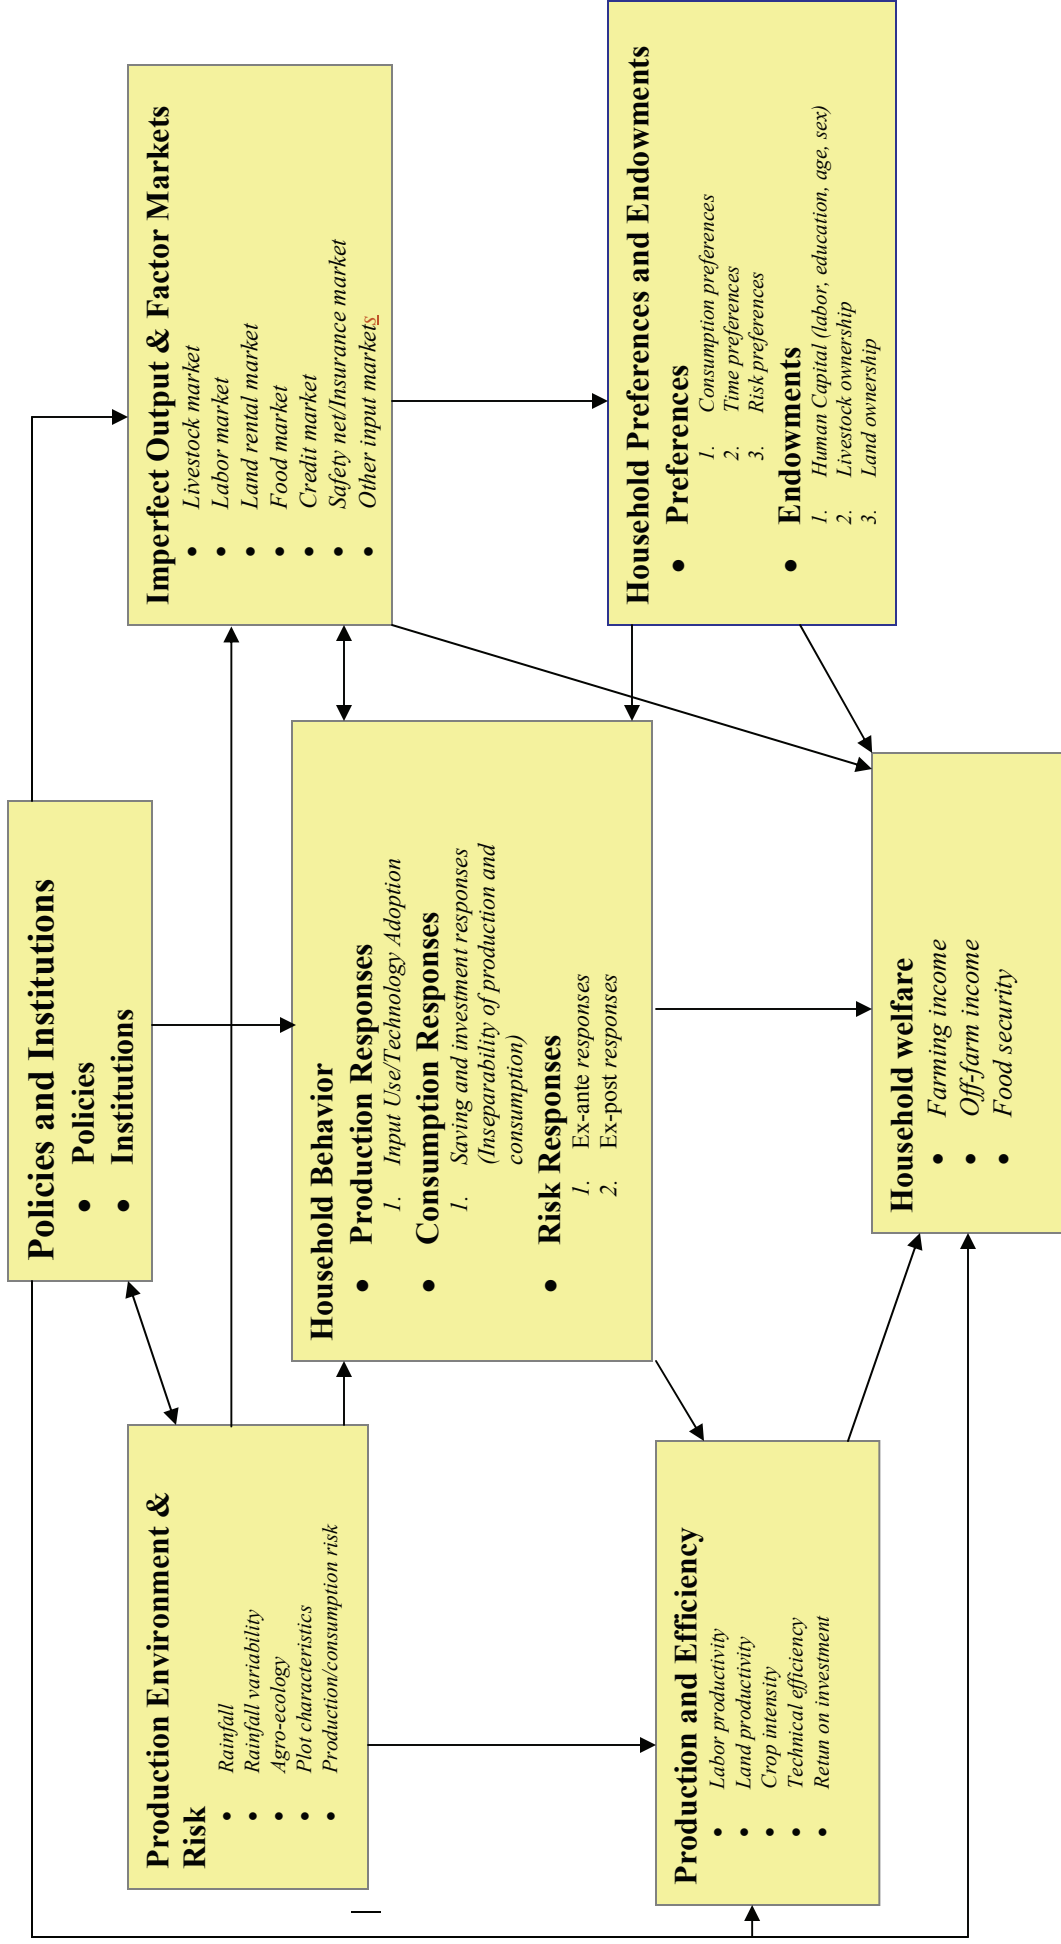 Policies and Institutions
• Policies
• Institutions
Production Environment &
Risk
• Rainfall
• Rainfall variability
• Agro-ecology
• Plot characteristics
• Production/consumption risk
Household Behavior
• Production Responses
1. Input Use/Technology Adoption
• Consumption Responses
1. Saving and investment responses
(Inseparability of production and
consumption)
• Risk Responses
1. Ex-ante responses
2. Ex-post responses
Imperfect Output & Factor Markets
• Livestock market
• Labor market
• Land rental market
• Food market
• Credit market
• Safety net/Insurance market
• Other input markets
Production and Efficiency
• Labor productivity
• Land productivity
• Crop intensity
• Technical efficiency
• Retun on investment
Household welfare
• Farming income
• Off-farm income
• Food security
Household Preferences and Endowments
• Preferences
1. Consumption preferences
2. Time preferences
3. Risk preferences
• Endowments
1. Human Capital (labor, education, age, sex)
2. Livestock ownership
3. Land ownership